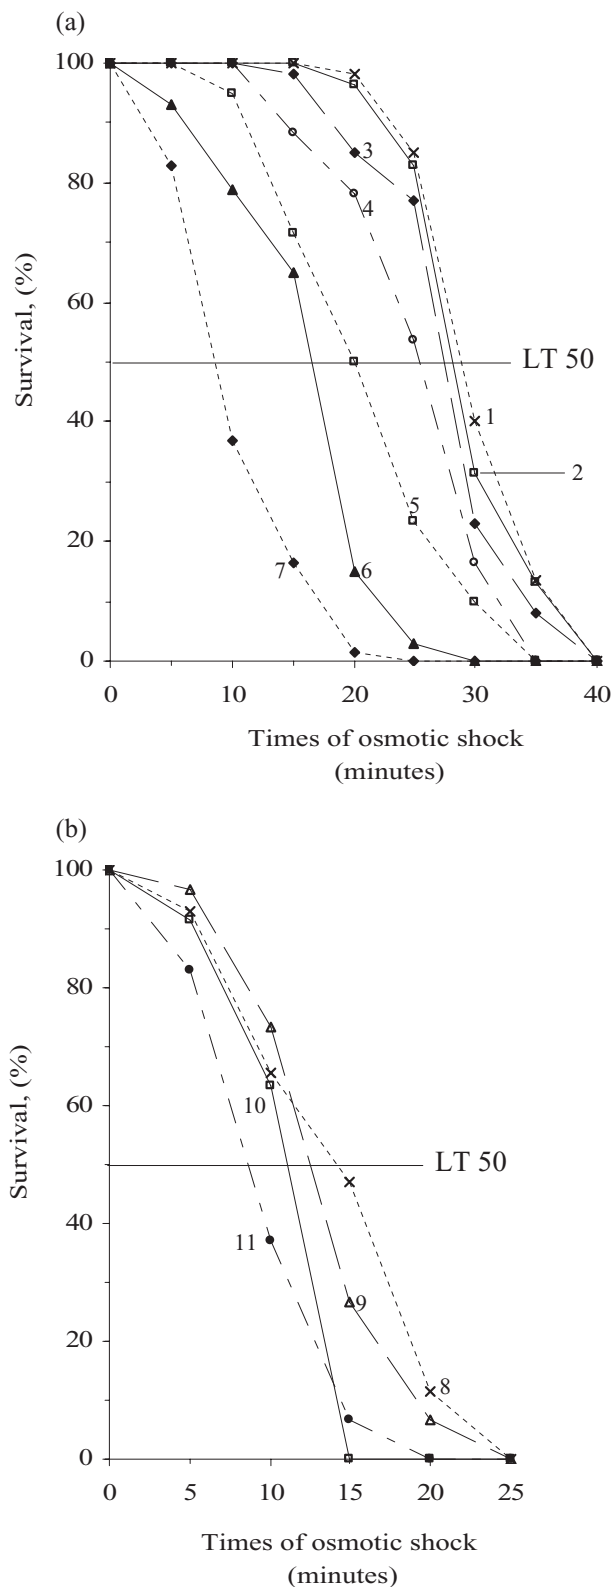 (a)
100
80
60
40
20
0
Survival, (%)
3
4
LT 50
1
2
5
6
7
0 10 20 30 40
Times of osmotic shock
(minutes)
(b)
100
80
60
40
20
0
Survival, (%)
10
LT 50
11
9
8
0 5 10 15 20 25
Times of osmotic shock
(minutes)